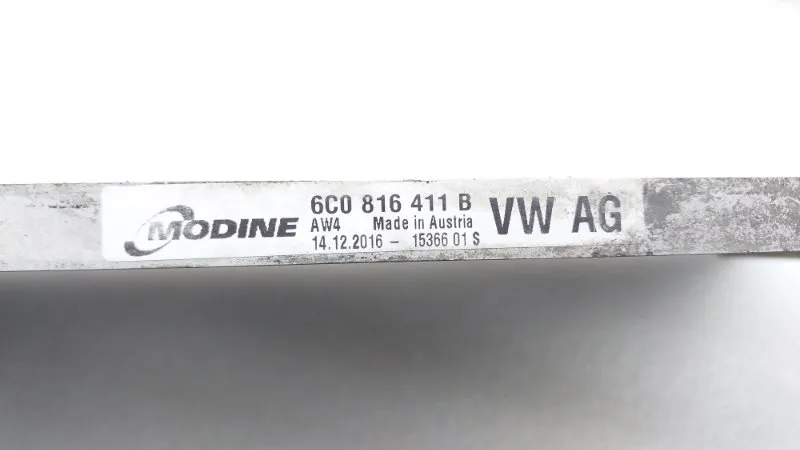 MODINE
6C0 816 411 B
AW4 Made in Austria
14.12.2016 – 15366 01 S
VW AG